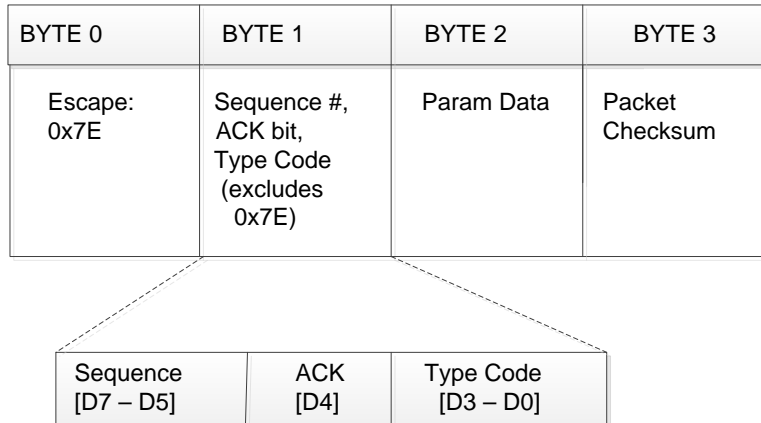 BYTE 0
BYTE 1
BYTE 2
BYTE 3
Escape:
0x7E
Sequence #,
ACK bit,
Type Code
(excludes
0x7E)
Param Data
Packet
Checksum
Sequence
[D7 – D5]
ACK
[D4]
Type Code
[D3 – D0]